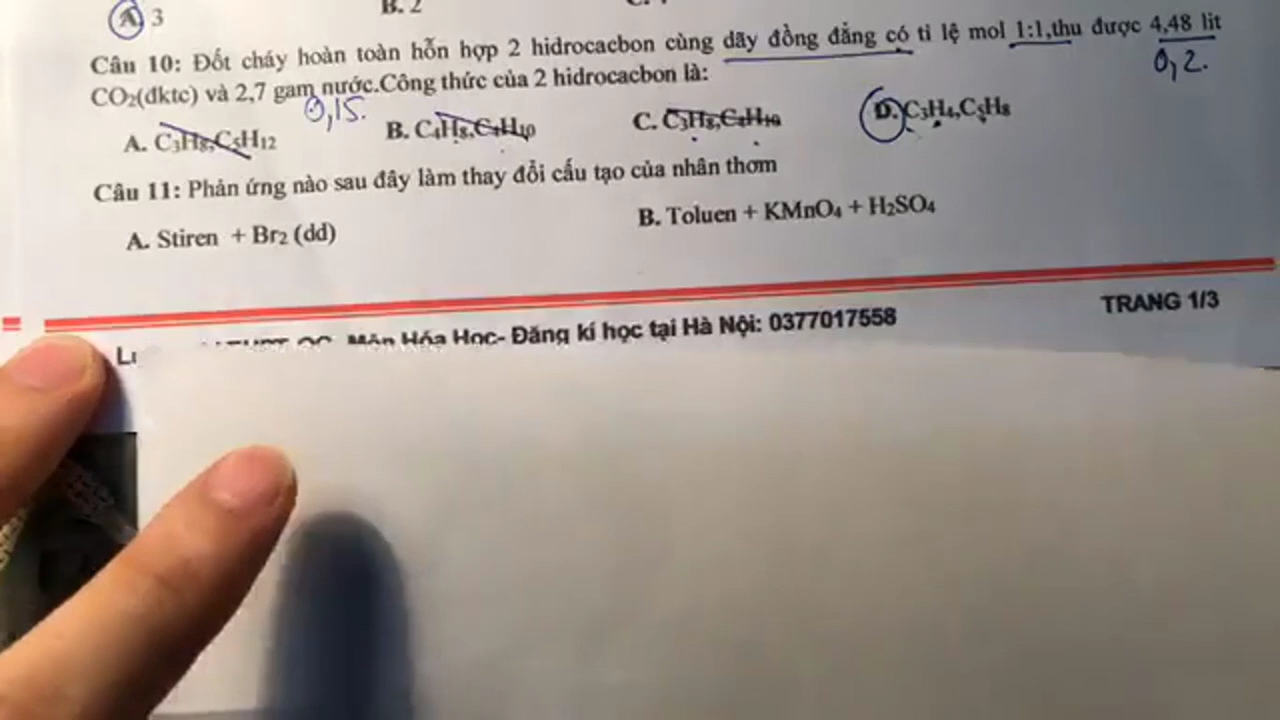 A. 3
B. 2
Câu 10: Đốt cháy hoàn toàn hỗn hợp 2 hidrocacbon cùng dãy đồng đẳng có tỉ lệ mol 1:1,thu được 4,48 lit
0,2.
CO₂(đktc) và 2,7 gam nước.Công thức của 2 hidrocacbon là:
0,15.
A. C₃H₈,C₅H₁₂
B. C₄H₈,C₄H₁₀
C. C₃H₈,C₄H₁₀
D. C₃H₄,C₅H₈
Câu 11: Phản ứng nào sau đây làm thay đổi cấu tạo của nhân thơm
A. Stiren + Br₂ (dd)
B. Toluen + KMnO₄ + H₂SO₄
Môn Hóa Học- Đăng kí học tại Hà Nội: 0377017558
TRANG 1/3